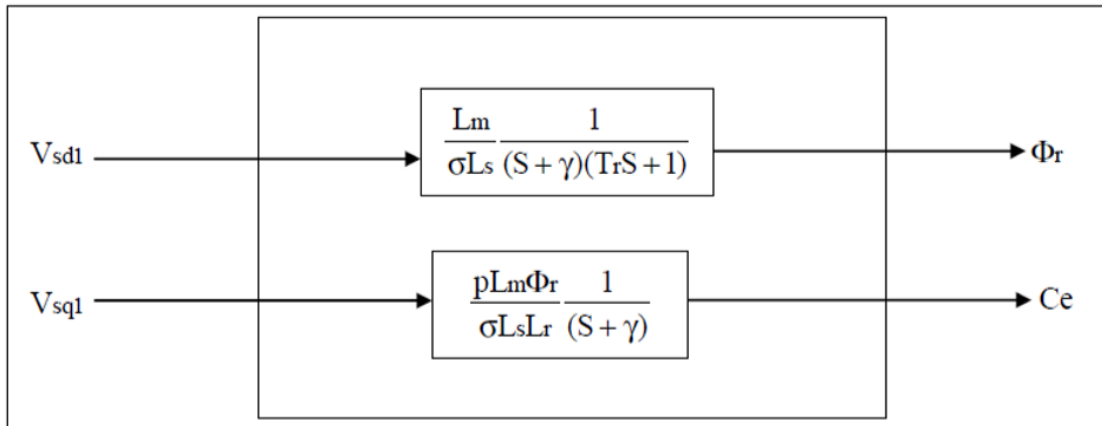 Vsd1
Lm 1
σLs (S + γ)(TrS + 1)
Φr
Vsq1
pLmΦr 1
σLsLr (S + γ)
Ce